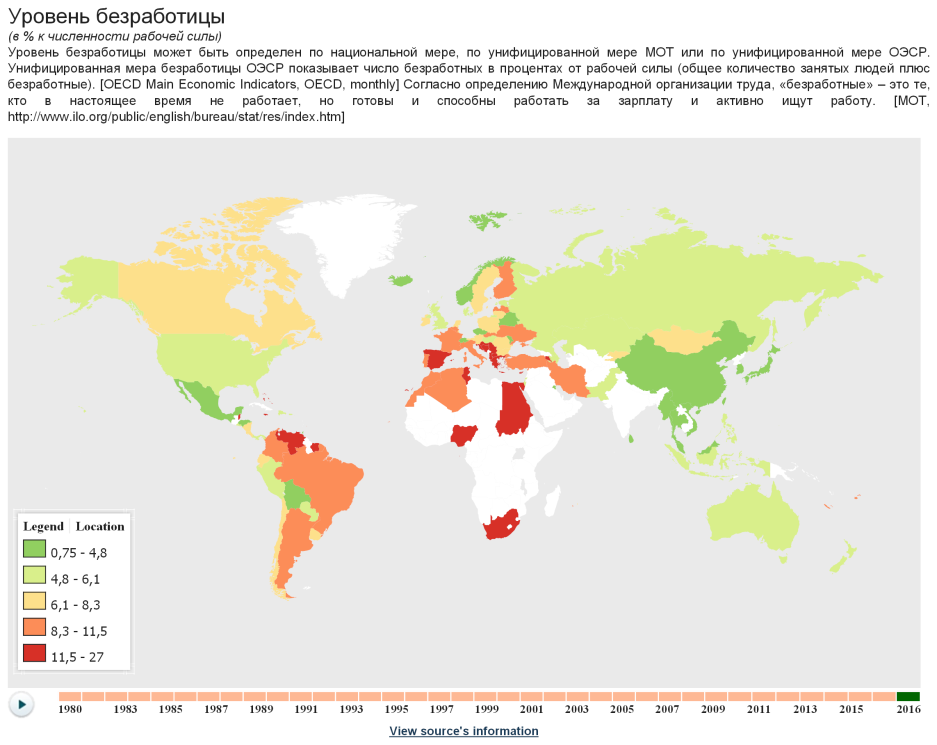 Уровень безработицы
(в % к численности рабочей силы)
Уровень безработицы может быть определен по национальной мере, по унифицированной мере МОТ или по унифицированной мере ОЭСР.
Унифицированная мера безработицы ОЭСР показывает число безработных в процентах от рабочей силы (общее количество занятых людей плюс
безработные). [OECD Main Economic Indicators, OECD, monthly] Согласно определению Международной организации труда, «безработные» – это те,
кто в настоящее время не работает, но готовы и способны работать за зарплату и активно ищут работу. [МОТ,
http://www.ilo.org/public/english/bureau/stat/res/index.htm]
Legend Location
0,75 - 4,8
4,8 - 6,1
6,1 - 8,3
8,3 - 11,5
11,5 - 27
1980 1983 1985 1987 1989 1991 1993 1995 1997 1999 2001 2003 2005 2007 2009 2011 2013 2015 2016
View source's information